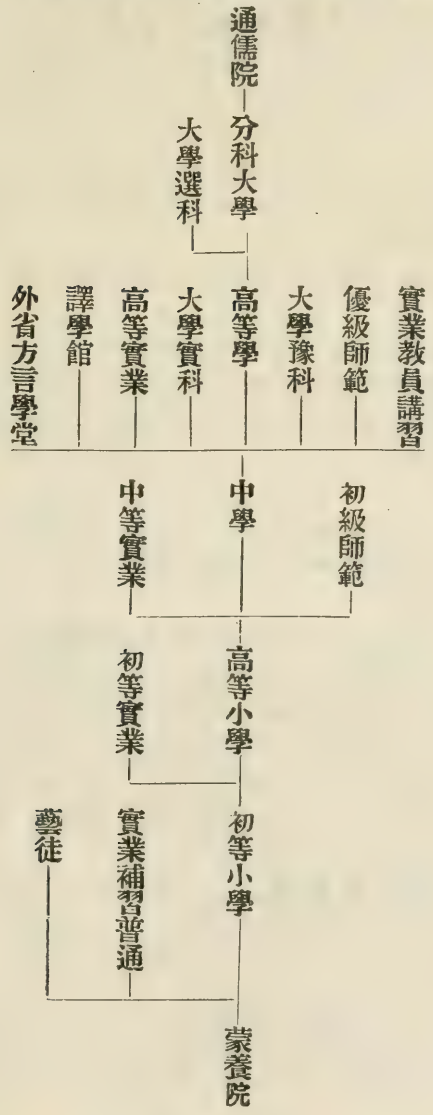 通儒院
分科大學
大學選科
實業教員講習
優級師範
大學豫科
高等學
大學實科
高等實業
譯學館
外省方言學堂
初級師範
中學
中等實業
高等小學
初等實業
初等小學
實業補習普通
藝徒
蒙養院